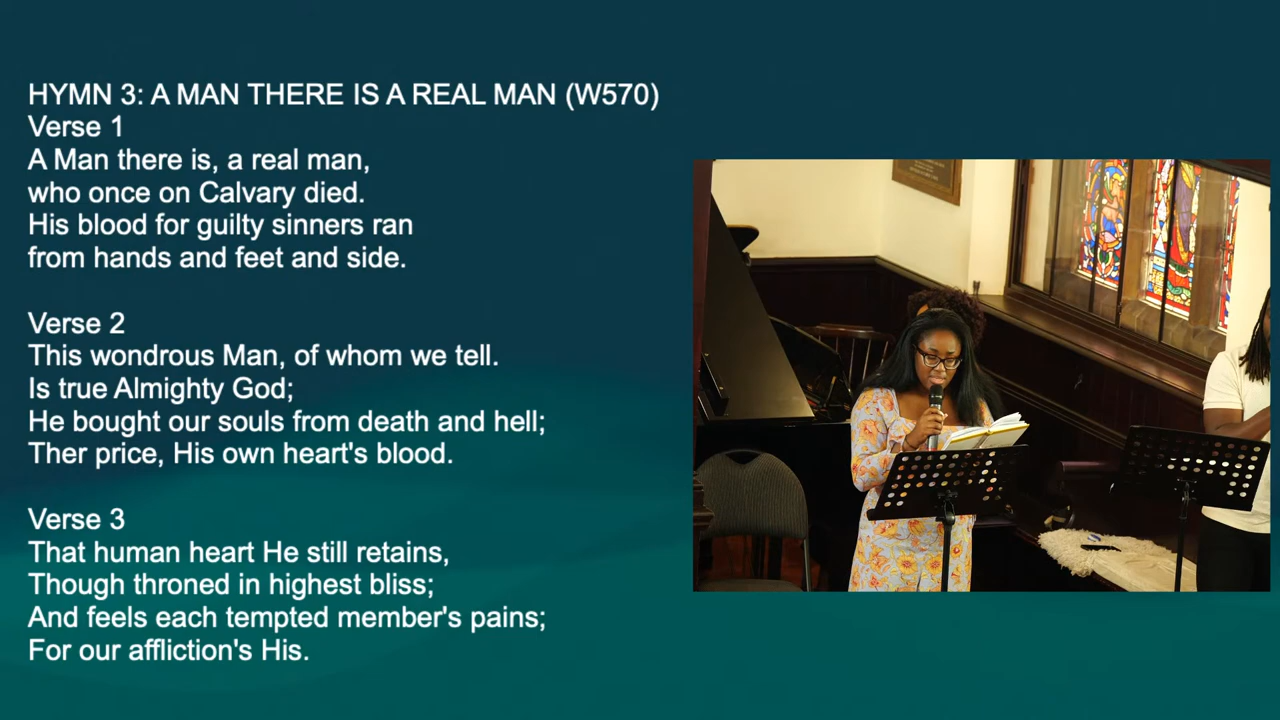 HYMN 3: A MAN THERE IS A REAL MAN (W570)
Verse 1
A Man there is, a real man,
who once on Calvary died.
His blood for guilty sinners ran
from hands and feet and side.
Verse 2
This wondrous Man, of whom we tell.
Is true Almighty God;
He bought our souls from death and hell;
Ther price, His own heart's blood.
Verse 3
That human heart He still retains,
Though throned in highest bliss;
And feels each tempted member's pains;
For our affliction's His.